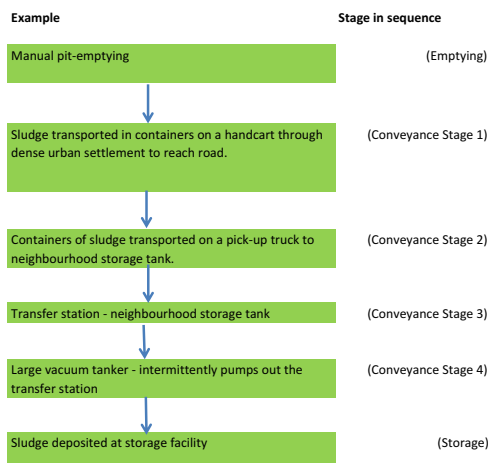 Example Stage in sequence
Manual pit-emptying (Emptying)
Sludge transported in containers on a handcart through (Conveyance Stage 1)
dense urban settlement to reach road.
Containers of sludge transported on a pick-up truck to (Conveyance Stage 2)
neighbourhood storage tank.
Transfer station - neighbourhood storage tank (Conveyance Stage 3)
Large vacuum tanker - intermittently pumps out the (Conveyance Stage 4)
transfer station
Sludge deposited at storage facility (Storage)